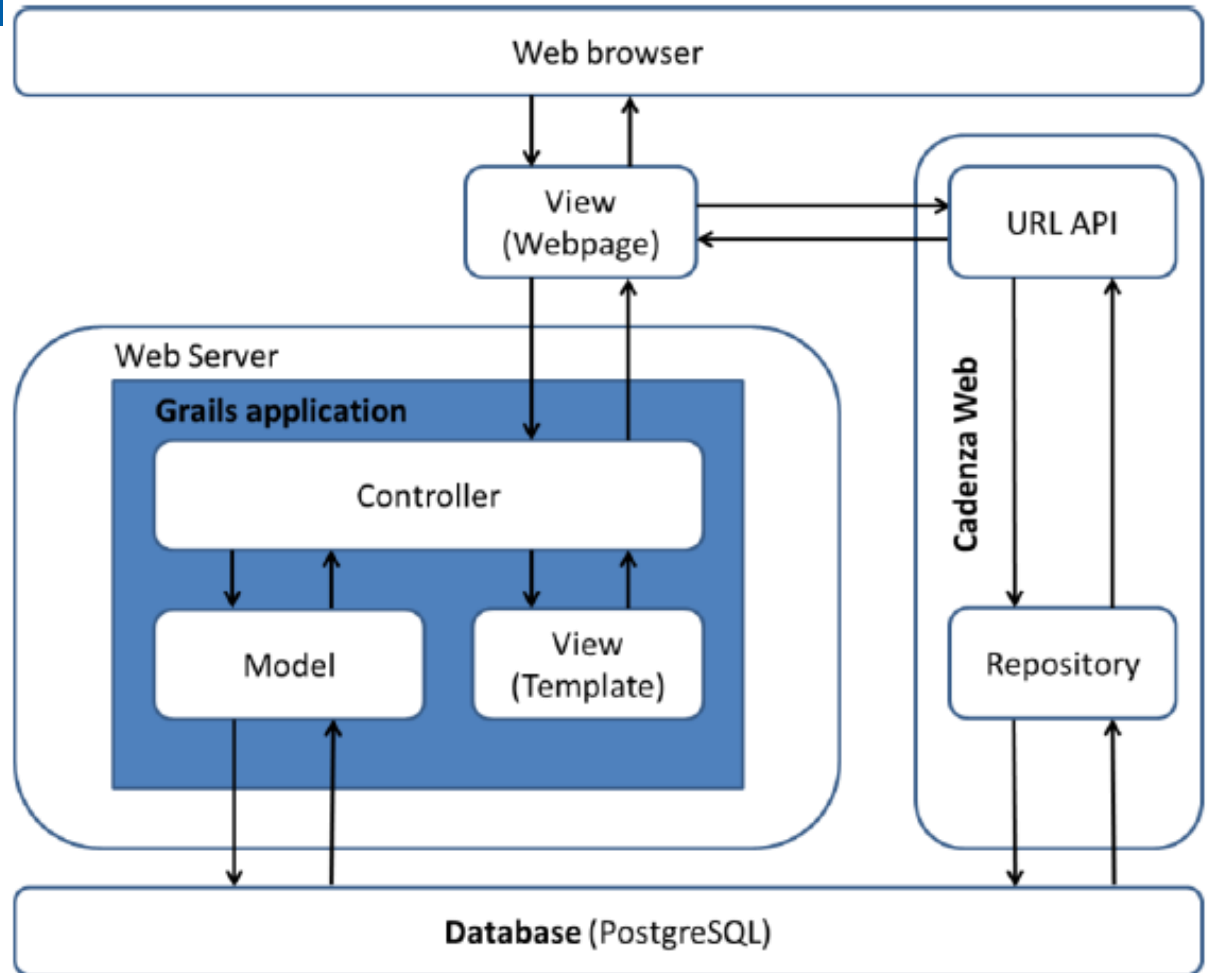 Web browser
View
(Webpage)
URL API
Web Server
Grails application
Controller
Cadenza Web
Model
View
(Template)
Repository
Database (PostgreSQL)